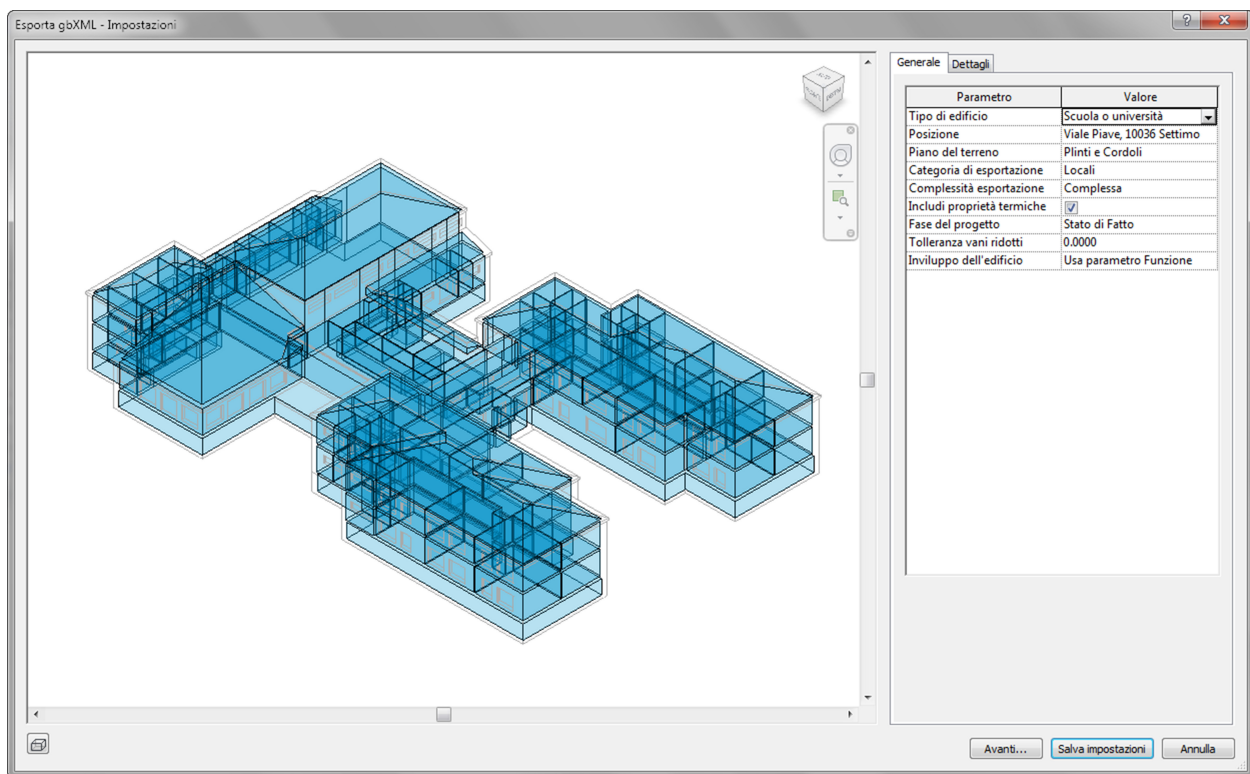 Esporta gbXML - Impostazioni
Generale Dettagli
Parametro Valore
Tipo di edificio Scuola o università
Posizione Viale Piave, 10036 Settimo
Piano del terreno Plinti e Cordoli
Categoria di esportazione Locali
Complessità esportazione Complessa
Includi proprietà termiche
Fase del progetto Stato di Fatto
Tolleranza vani ridotti 0.0000
Inviluppo dell'edificio Usa parametro Funzione
Avanti... Salva impostazioni Annulla